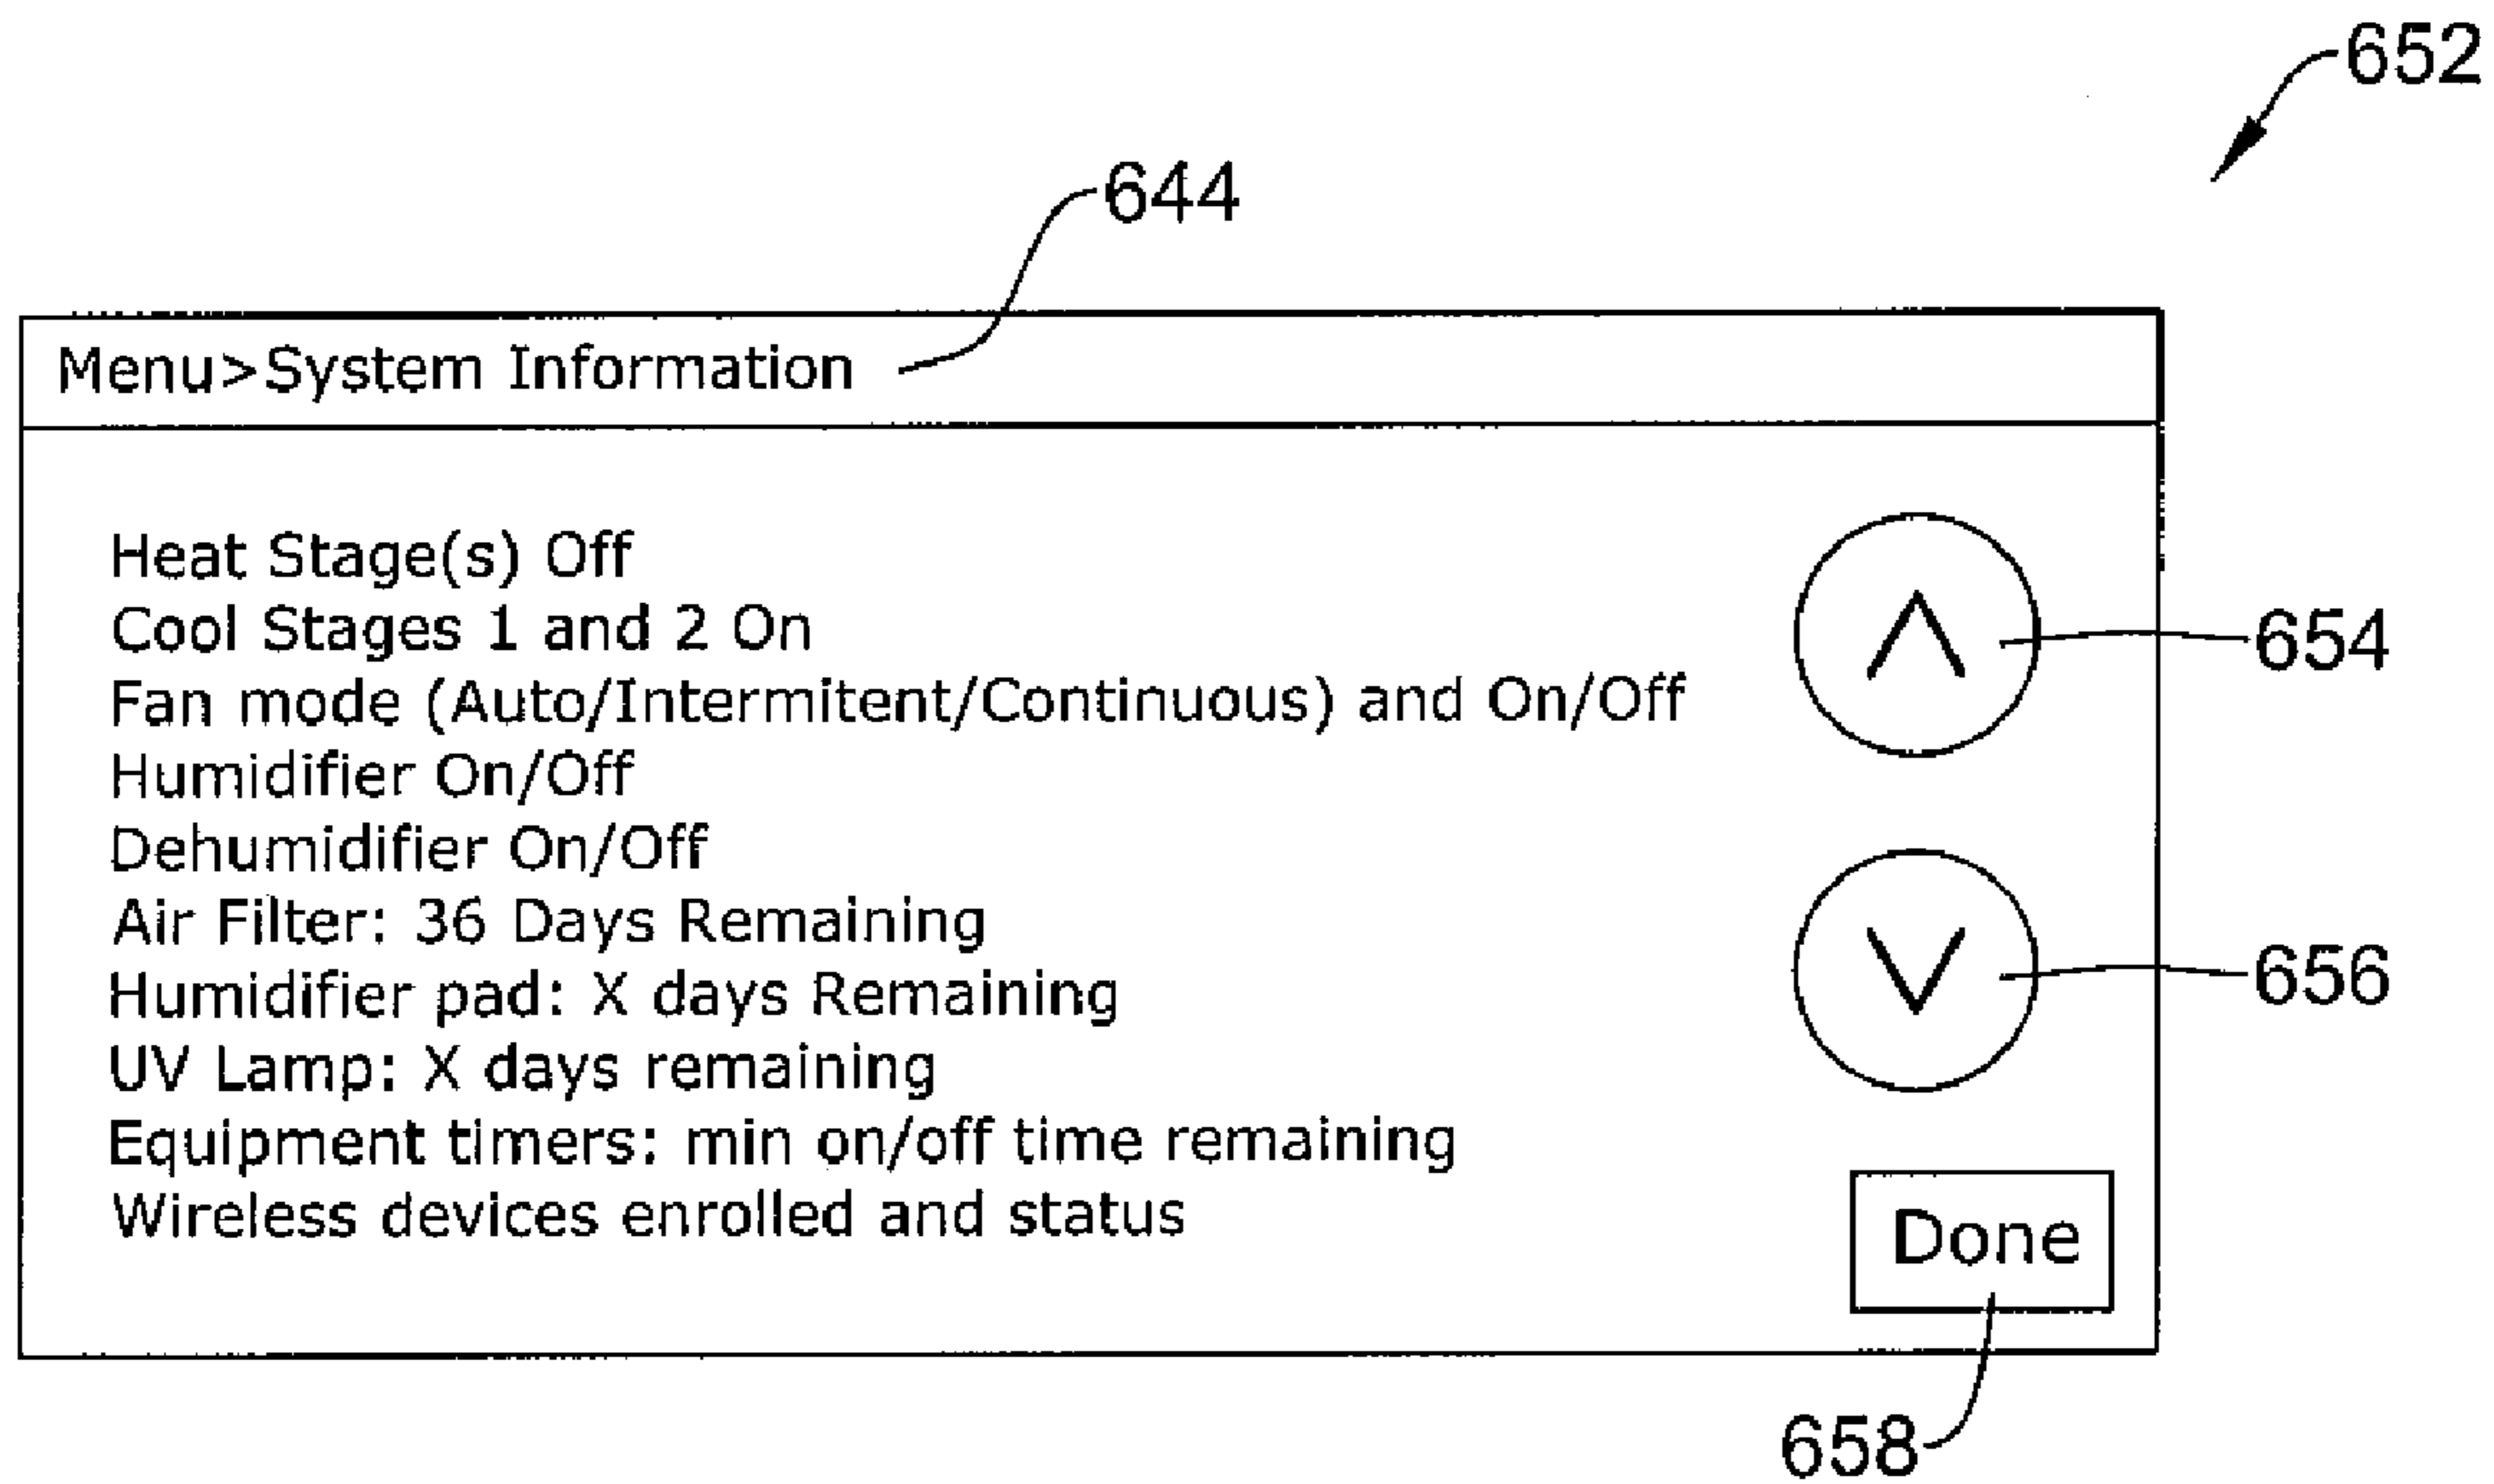 652
644
Menu>System Information
Heat Stage(s) Off
Cool Stages 1 and 2 On
654
Fan mode (Auto/Intermitent/Continuous) and On/Off
Humidifier On/Off
Dehumidifier On/Off
Air Filter: 36 Days Remaining
656
Humidifier pad: X days Remaining
UV Lamp: X days remaining
Equipment timers: min on/off time remaining
Wireless devices enrolled and status
Done
658